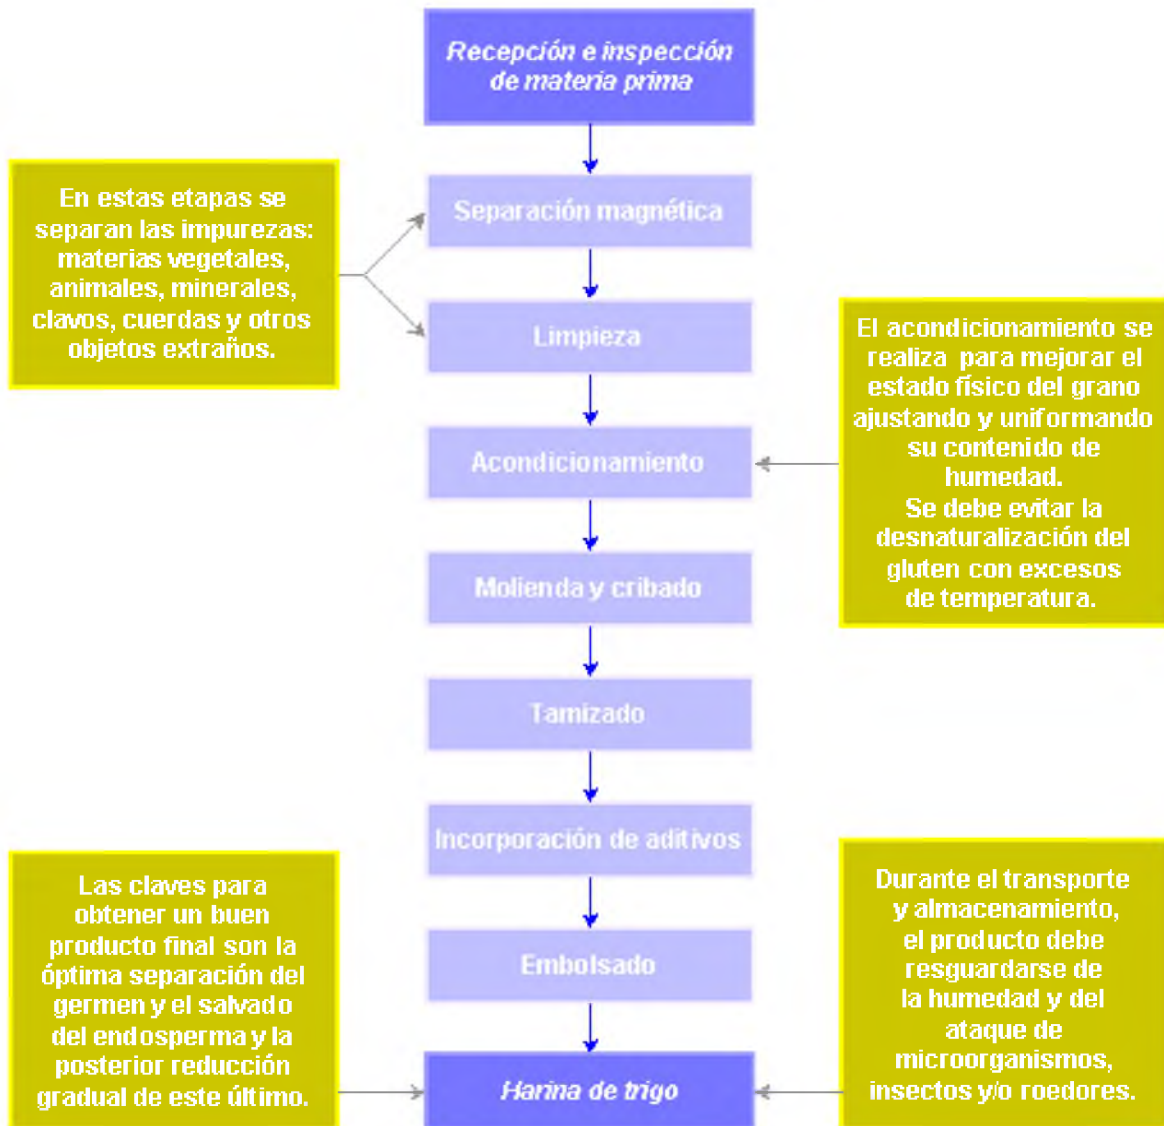 Recepción e inspección
de materia prima
En estas etapas se
separan las impurezas:
materias vegetales,
animales, minerales,
clavos, cuerdas y otros
objetos extraños.
Separación magnética
Limpieza
El acondicionamiento se
realiza para mejorar el
estado físico del grano
ajustando y uniformando
su contenido de
humedad.
Se debe evitar la
desnaturalización del
gluten con excesos
de temperatura.
Acondicionamiento
Molienda y cribado
Tamizado
Incorporación de aditivos
Embolsado
Las claves para
obtener un buen
producto final son la
óptima separación del
germen y el salvado
del endosperma y la
posterior reducción
gradual de este último.
Durante el transporte
y almacenamiento,
el producto debe
resguardarse de
la humedad y del
ataque de
microorganismos,
insectos y/o roedores.
Harina de trigo